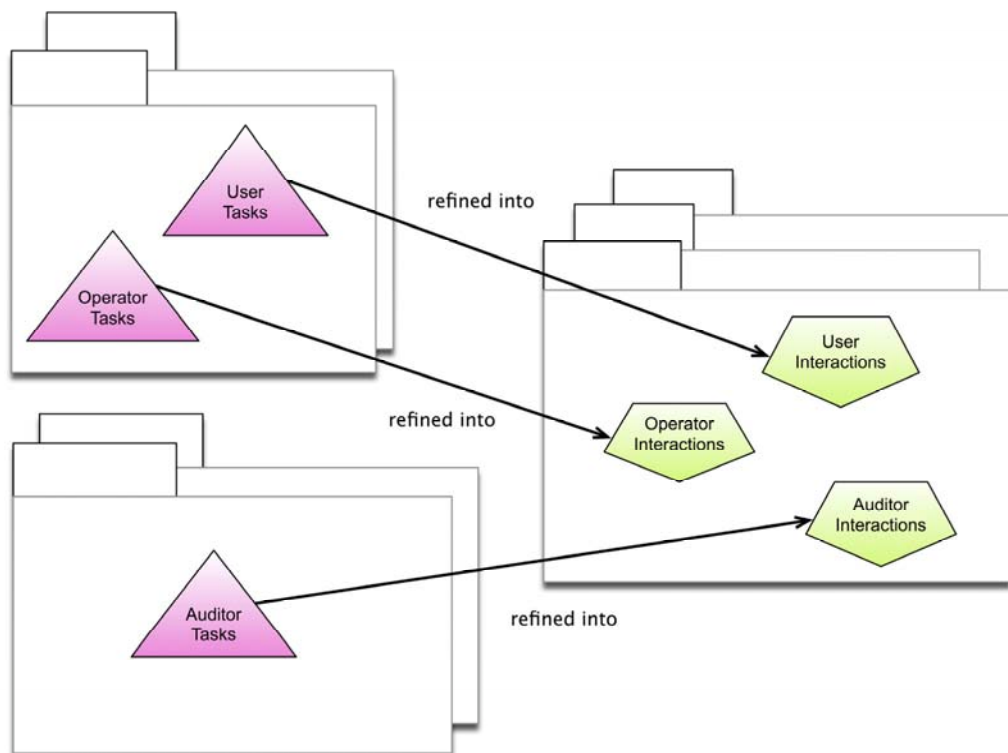 User
Tasks
refined into
Operator
Tasks
User
Interactions
refined into
Operator
Interactions
Auditor
Interactions
Auditor
Tasks
refined into